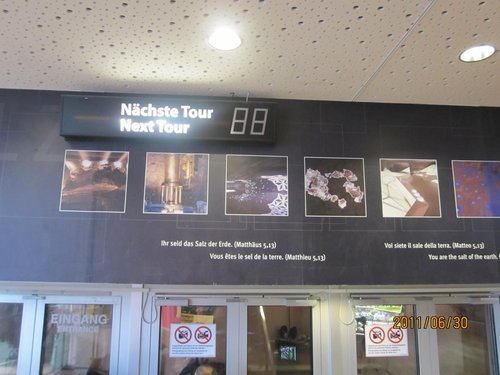 Nächste Tour
Next Tour
88
Ihr seid das Salz der Erde. (Matthäus 5,13)
Vous êtes le sel de la terre. (Matthieu 5,13)
Voi siete il sale della terra. (Matteo 5,13)
You are the salt of the earth.
EINGANG
ENTRANCE
2011/06/30